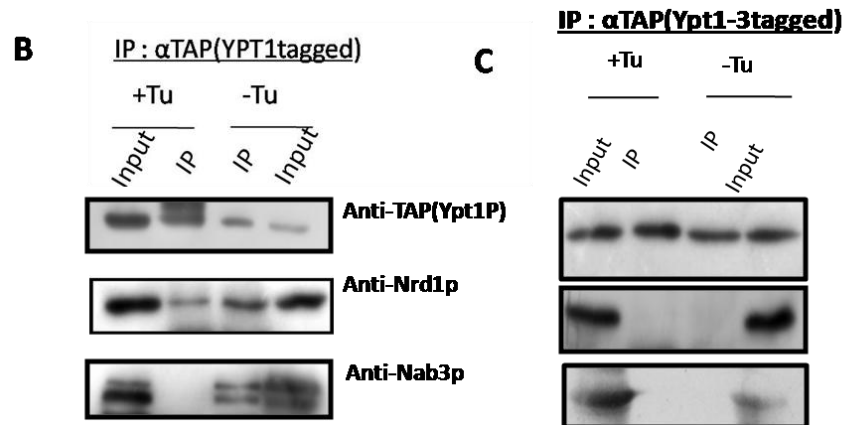 B
IP : αTAP(YPT1tagged)
+Tu -Tu
Input IP IP Input
Anti-TAP(Ypt1P)
Anti-Nrd1p
Anti-Nab3p
C
IP : αTAP(Ypt1-3tagged)
+Tu -Tu
Input IP IP Input